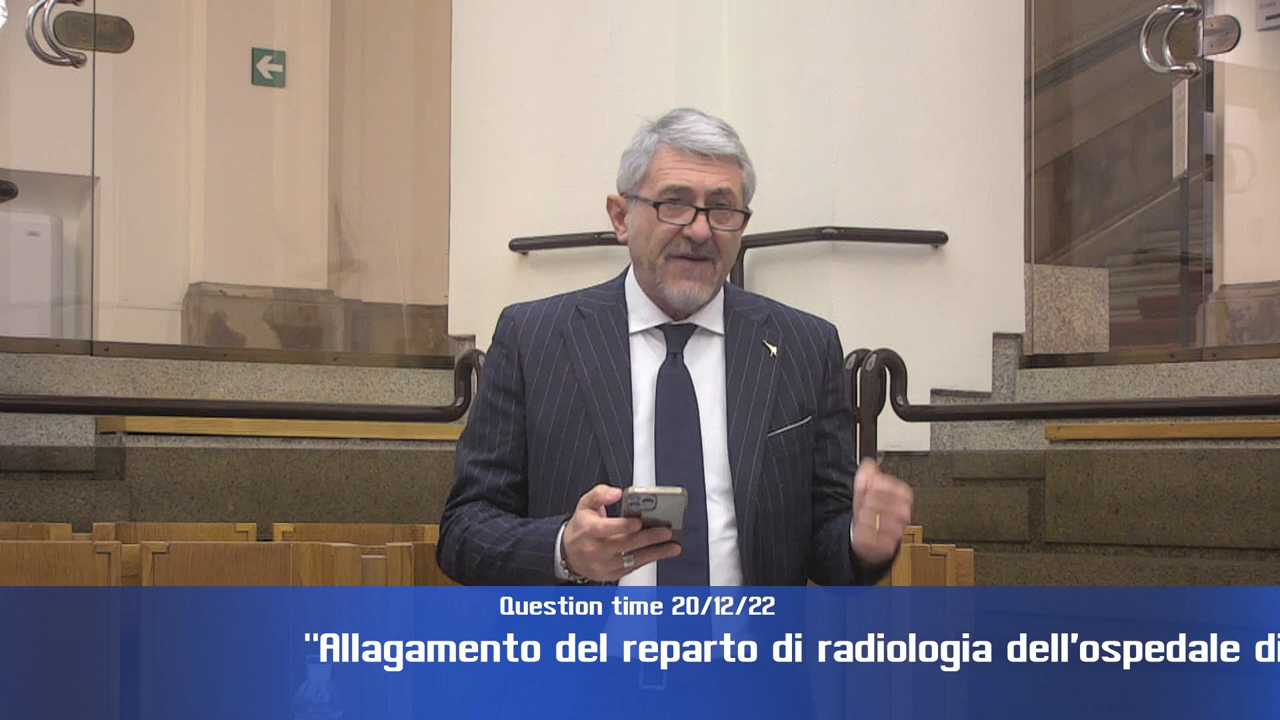 Question time 20/12/22
"Allagamento del reparto di radiologia dell'ospedale di